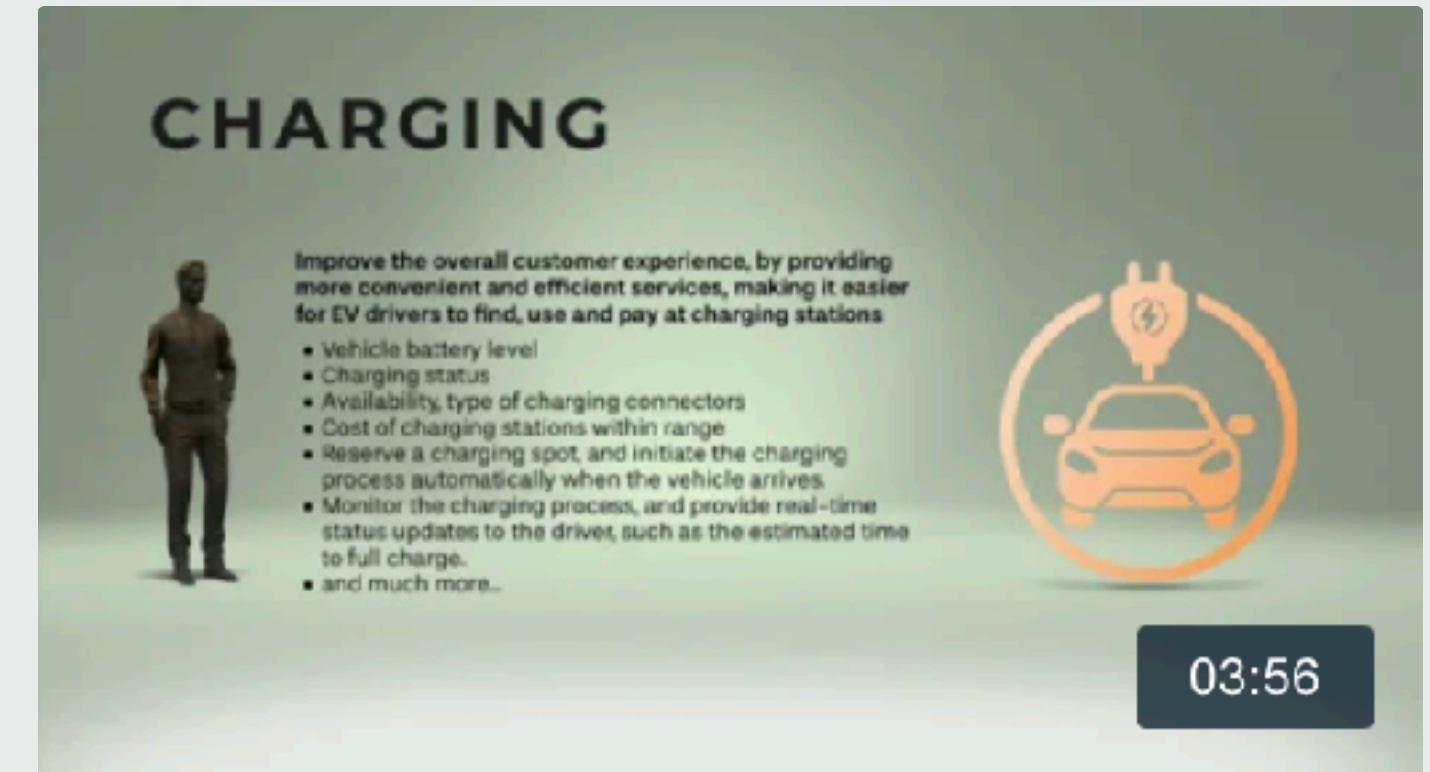 CHARGING
Improve the overall customer experience, by providing
more convenient and efficient services, making it easier
for EV drivers to find, use and pay at charging stations
• Vehicle battery level
• Charging status
• Availability, type of charging connectors
• Cost of charging stations within range
• Reserve a charging spot, and initiate the charging
process automatically when the vehicle arrives.
• Monitor the charging process, and provide real-time
status updates to the driver, such as the estimated time
to full charge.
• and much more...
03:56